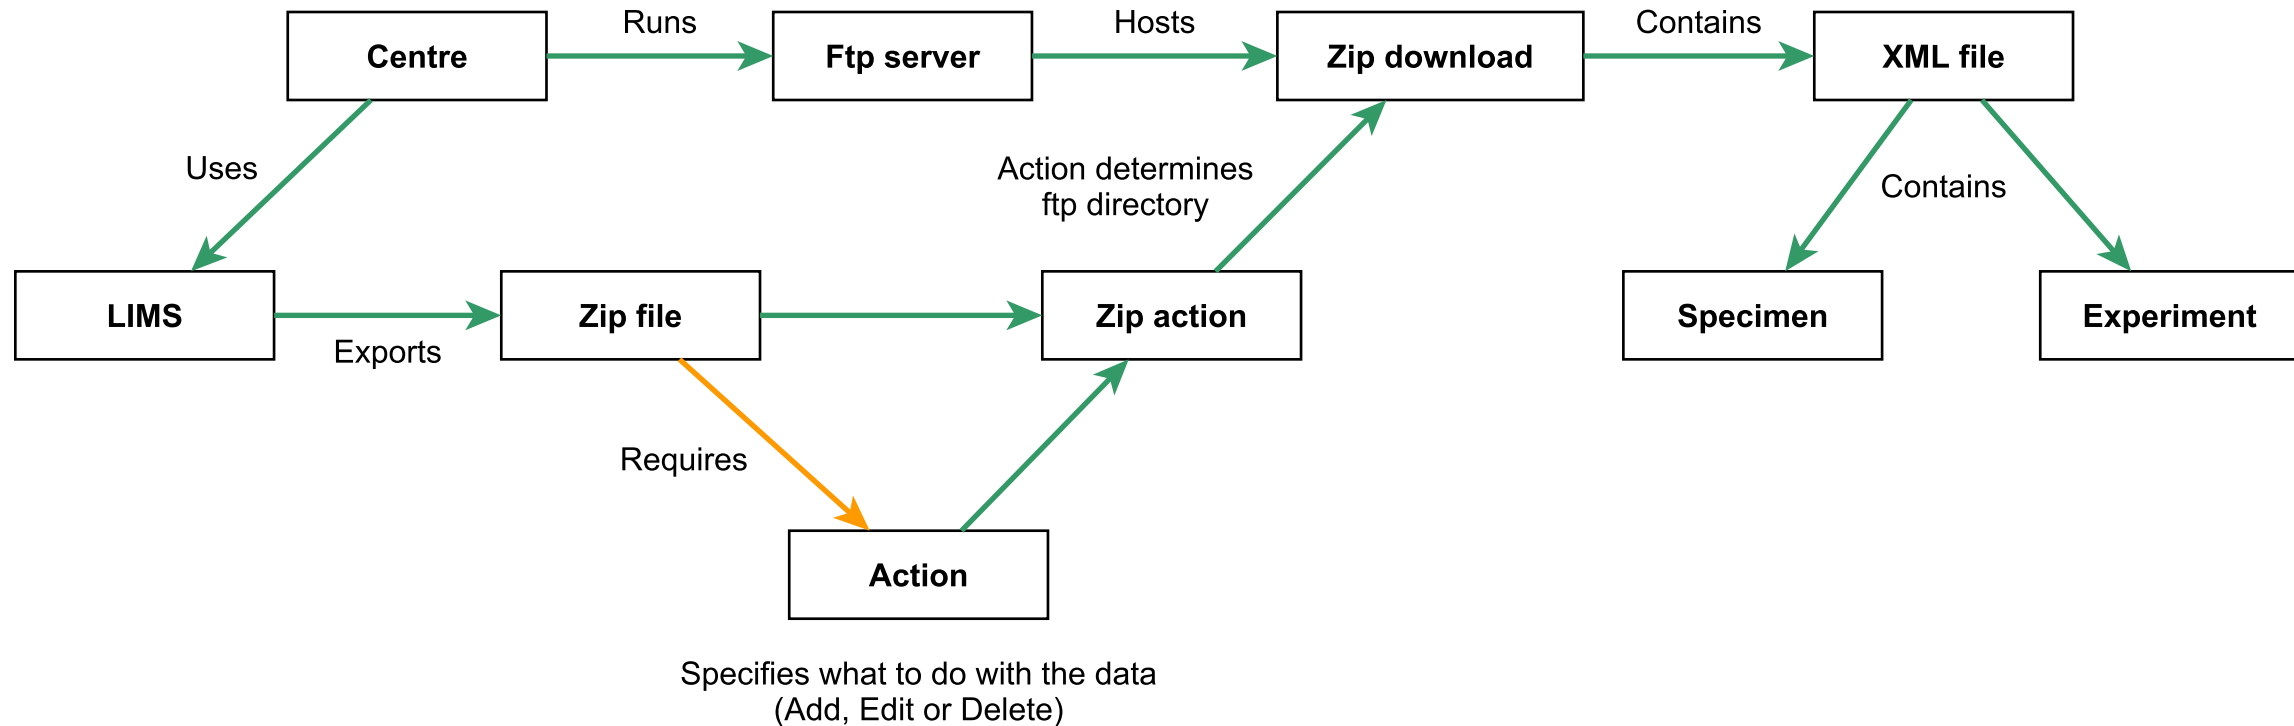 Runs
Hosts
Contains
Centre
Ftp server
Zip download
XML file
Uses
Action determines
ftp directory
Contains
LIMS
Zip file
Zip action
Specimen
Experiment
Exports
Requires
Action
Specifies what to do with the data
(Add, Edit or Delete)